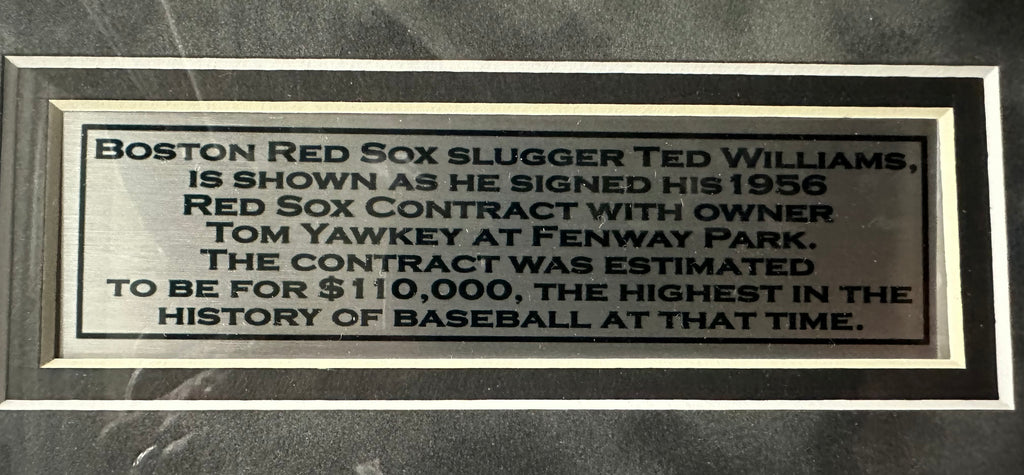 Boston Red Sox slugger Ted Williams,
is shown as he signed his 1956
Red Sox Contract with owner
Tom Yawkey at Fenway Park.
The contract was estimated
to be for $110,000, the highest in the
history of baseball at that time.